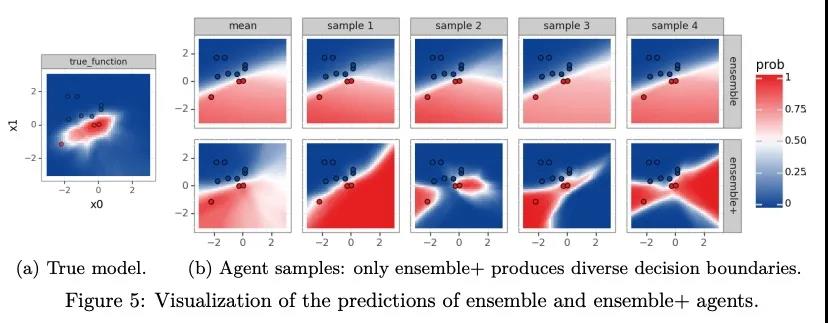 mean sample 1 sample 2 sample 3 sample 4
true_function
x1
2
0
−2
−2 0 2
x0
2
0
−2
ensemble
2
0
−2
ensemble+
−2 0 2 −2 0 2 −2 0 2 −2 0 2 −2 0 2
prob
1
0.75
0.50
0.25
0
(a) True model. (b) Agent samples: only ensemble+ produces diverse decision boundaries.
Figure 5: Visualization of the predictions of ensemble and ensemble+ agents.